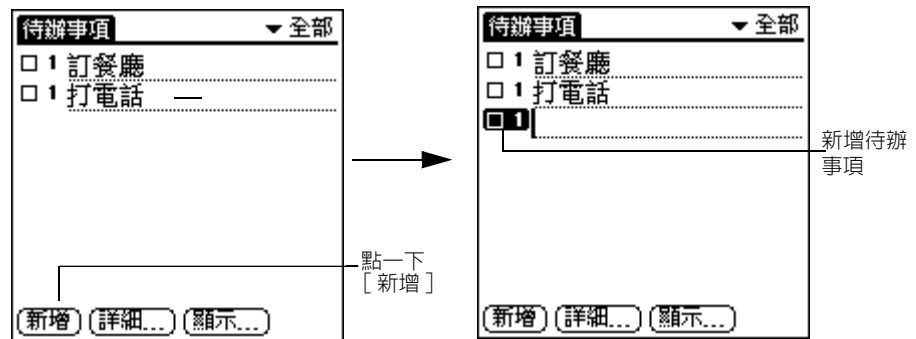 待辦事項 ▼ 全部
1 訂餐廳
1 打電話
點一下
［新增］
新增 詳細... 顯示...
待辦事項 ▼ 全部
1 訂餐廳
1 打電話
1
新增待辦
事項
新增 詳細... 顯示...